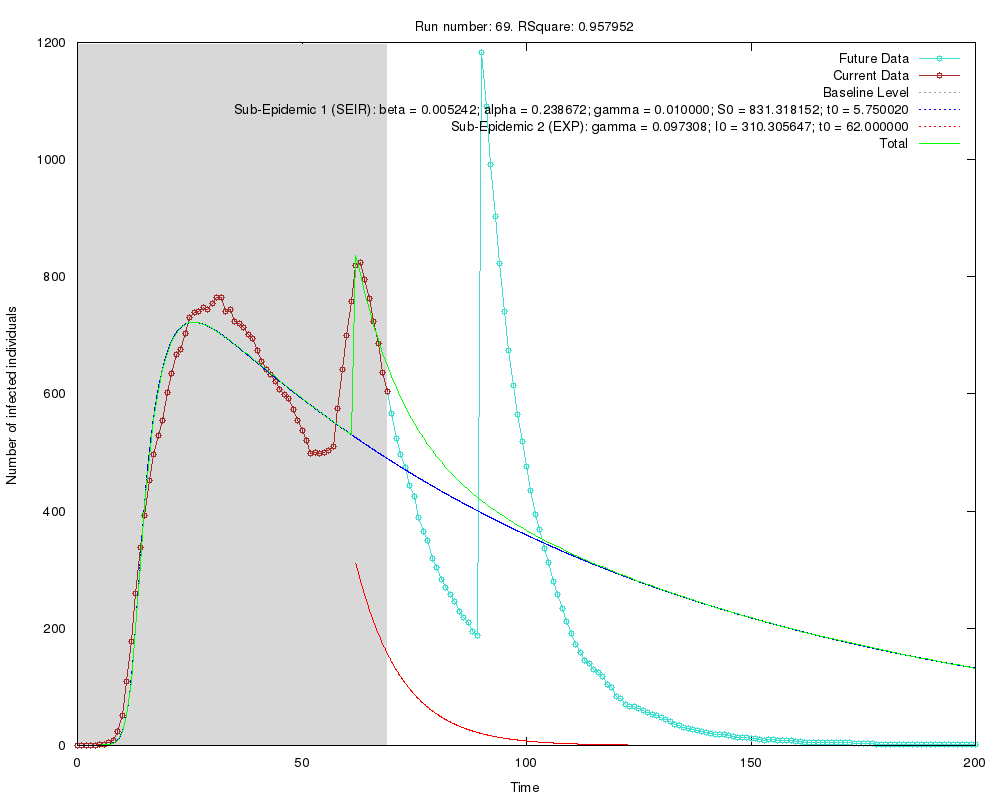 Run number: 69. RSquare: 0.957952
Future Data
Current Data
Baseline Level
Sub-Epidemic 1 (SEIR): beta = 0.005242; alpha = 0.238672; gamma = 0.010000; S0 = 831.318152; t0 = 5.750020
Sub-Epidemic 2 (EXP): gamma = 0.097308; I0 = 310.305647; t0 = 62.000000
Total
Number of infected individuals
1200
1000
800
600
400
200
0
0 50 100 150 200
Time